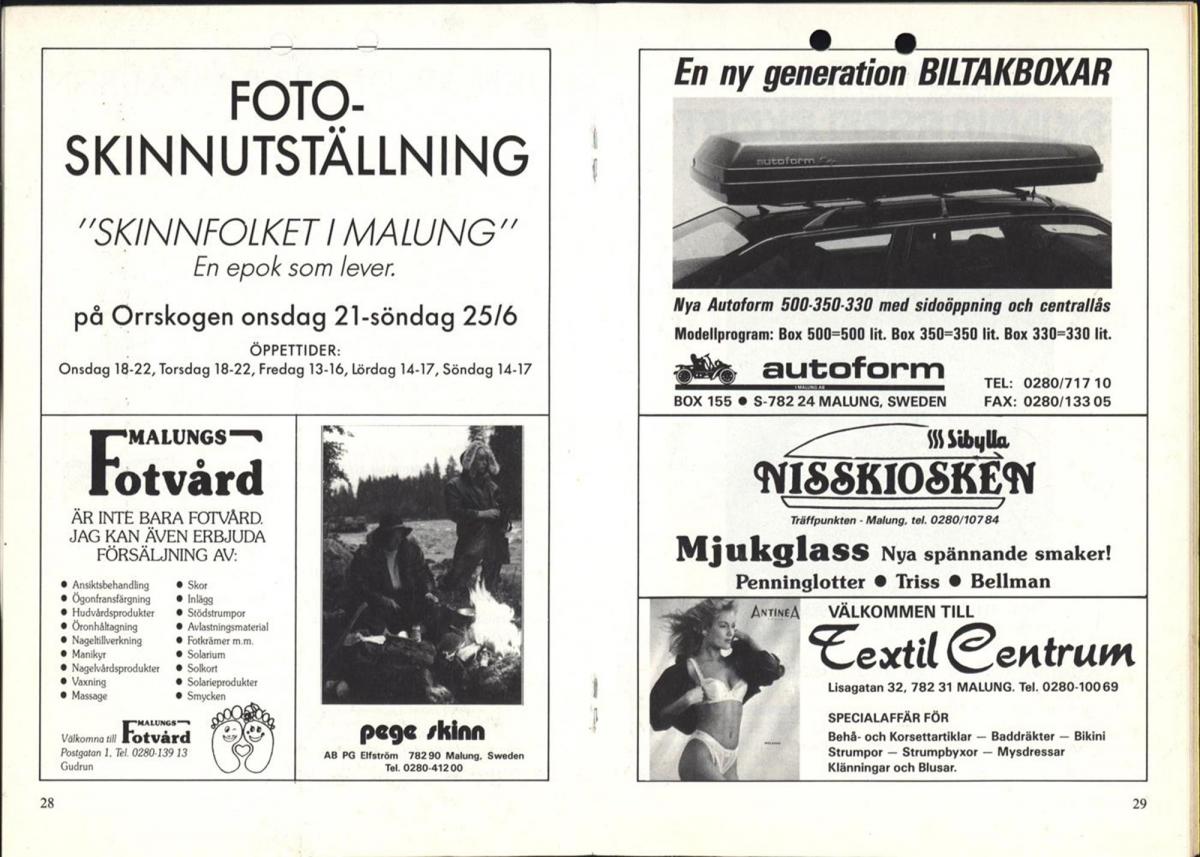 FOTO-
SKINNUTSTÄLLNING
"SKINNFOLKET I MALUNG"
En epok som lever.
på Orrskogen onsdag 21-söndag 25/6
ÖPPETTIDER:
Onsdag 18-22, Torsdag 18-22, Fredag 13-16, Lördag 14-17, Söndag 14-17
MALUNGS
Fotvård
ÄR INTE BARA FOTVÅRD.
JAG KAN ÄVEN ERBJUDA
FÖRSÄLJNING AV:
● Ansiktsbehandling
● Ögonfransfärgning
● Hudvårdsprodukter
● Öronhåltagning
● Nageltillverkning
● Manikyr
● Nagelvårdsprodukter
● Vaxning
● Massage
● Skor
● Inlägg
● Stödstrumpor
● Avlastningsmaterial
● Fotkrämer m.m.
● Solarium
● Solkort
● Solarieprodukter
● Smycken
Välkomna till
MALUNGS
Fotvård
Postgatan 1, Tel. 0280-139 13
Gudrun
pege skinn
AB PG Elfström 782 90 Malung, Sweden
Tel. 0280-412 00
28
En ny generation BILTAKBOXAR
autoform
Nya Autoform 500-350-330 med sidoöppning och centrallås
Modellprogram: Box 500=500 lit. Box 350=350 lit. Box 330=330 lit.
autoform
I MALUNG AB
BOX 155 ● S-782 24 MALUNG, SWEDEN
TEL: 0280/717 10
FAX: 0280/133 05
Sibylla
NISSKIOSKEN
Träffpunkten - Malung, tel. 0280/107 84
Mjukglass Nya spännande smaker!
Penninglotter ● Triss ● Bellman
ANTINEA
VÄLKOMMEN TILL
Textil Centrum
Lisagatan 32, 782 31 MALUNG. Tel. 0280-100 69
SPECIALAFFÄR FÖR
Behå- och Korsettartiklar — Baddräkter — Bikini
Strumpor — Strumpbyxor — Mysdressar
Klänningar och Blusar.
29